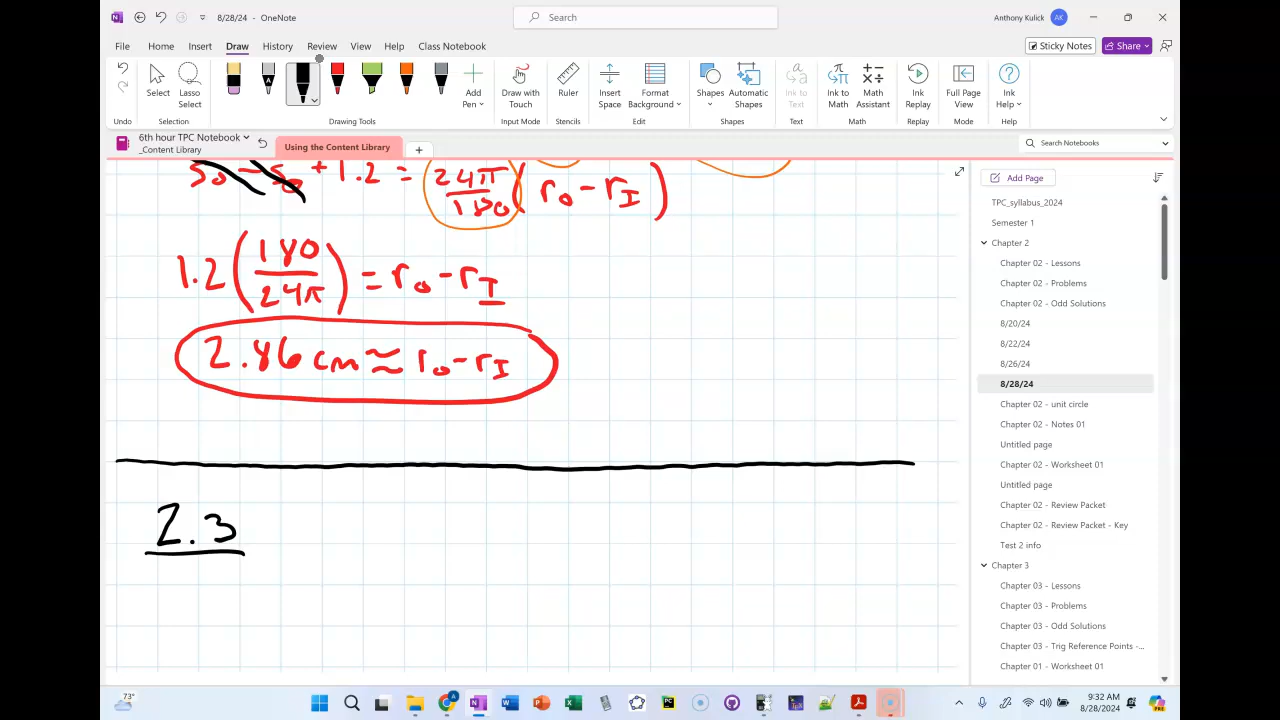 8/28/24 - OneNote
Search
Anthony Kulick
AK
File Home Insert Draw History Review View Help Class Notebook
Sticky Notes
Share
Select
Lasso Select
Add Pen
Draw with Touch
Ruler
Insert Space
Format Background
Shapes
Automatic Shapes
Ink to Text
Ink to Math
Math Assistant
Ink Replay
Full Page View
Ink Help
Undo
Selection
Drawing Tools
Input Mode
Stencils
Edit
Shapes
Text
Math
Replay
Mode
Help
6th hour TPC Notebook
_Content Library
Using the Content Library
Search Notebooks
Add Page
TPC_syllabus_2024
Semester 1
Chapter 2
Chapter 02 - Lessons
Chapter 02 - Problems
Chapter 02 - Odd Solutions
8/20/24
8/22/24
8/26/24
8/28/24
Chapter 02 - unit circle
Chapter 02 - Notes 01
Untitled page
Chapter 02 - Worksheet 01
Untitled page
Chapter 02 - Review Packet
Chapter 02 - Review Packet - Key
Test 2 info
Chapter 3
Chapter 03 - Lessons
Chapter 03 - Problems
Chapter 03 - Odd Solutions
Chapter 03 - Trig Reference Points -...
Chapter 01 - Worksheet 01
s₀ - s₀ + 1.2 = 24π/180 (r₀ - r_I)
1.2 (180/24π) = r₀ - r_I
2.86 cm ≈ r₀ - r_I
2.3
73°
9:32 AM
8/28/2024